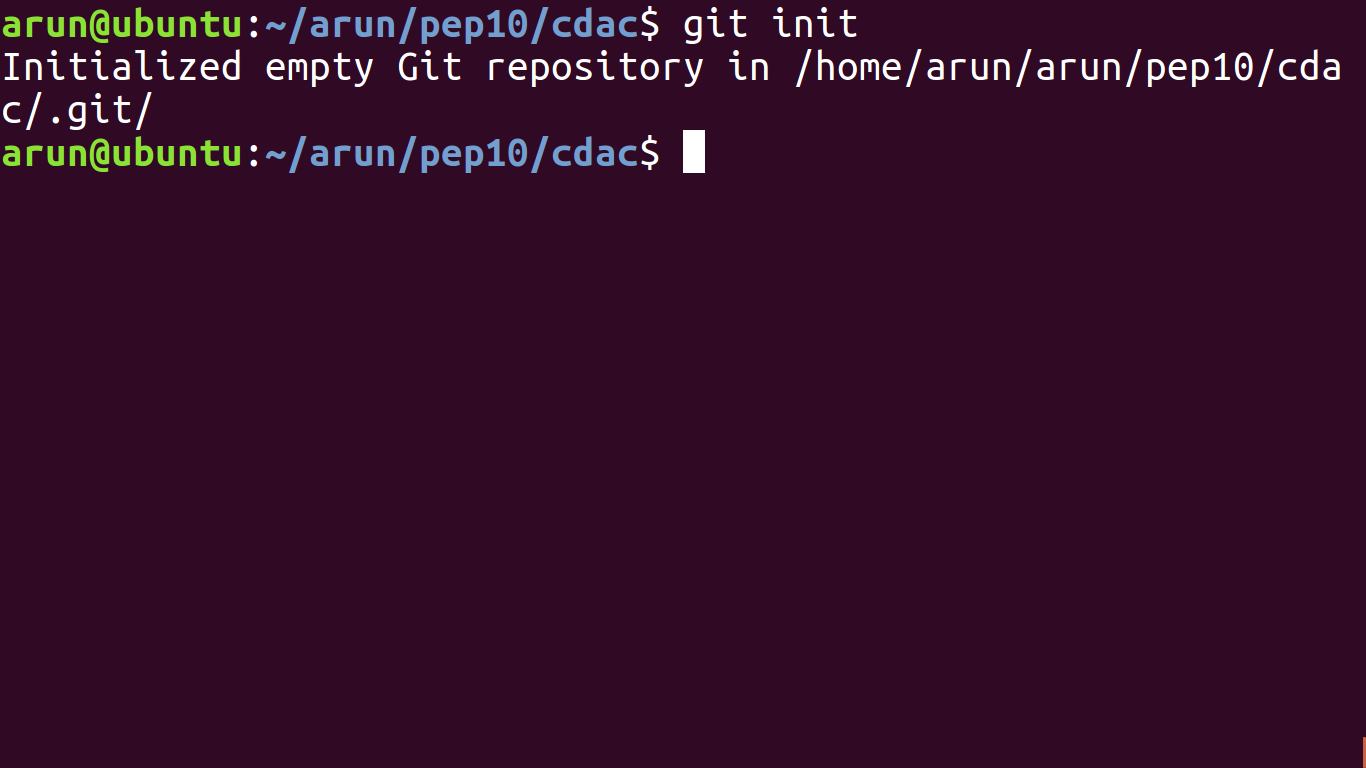 arun@ubuntu:~/arun/pep10/cdac$ git init
Initialized empty Git repository in /home/arun/arun/pep10/cda
c/.git/
arun@ubuntu:~/arun/pep10/cdac$